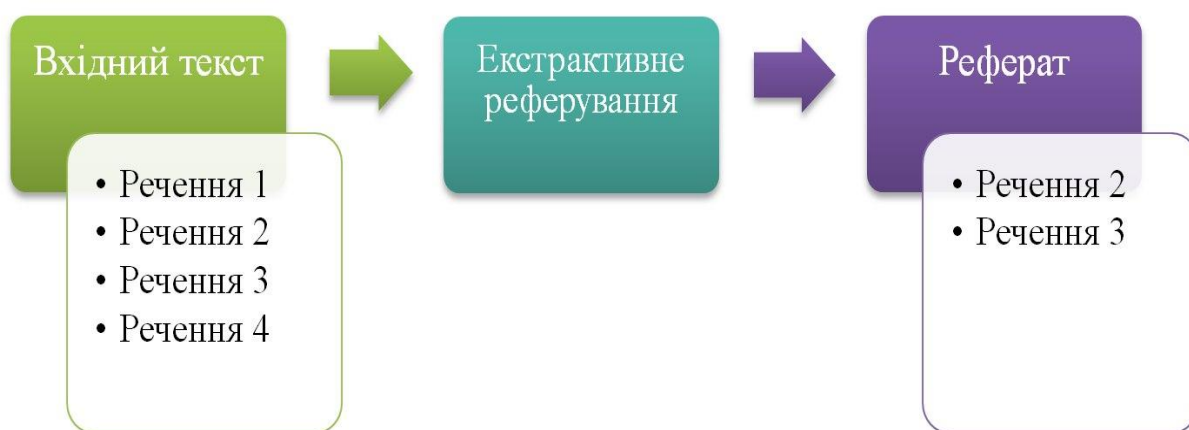 Вхідний текст
• Речення 1
• Речення 2
• Речення 3
• Речення 4
Екстрактивне
реферування
Реферат
• Речення 2
• Речення 3